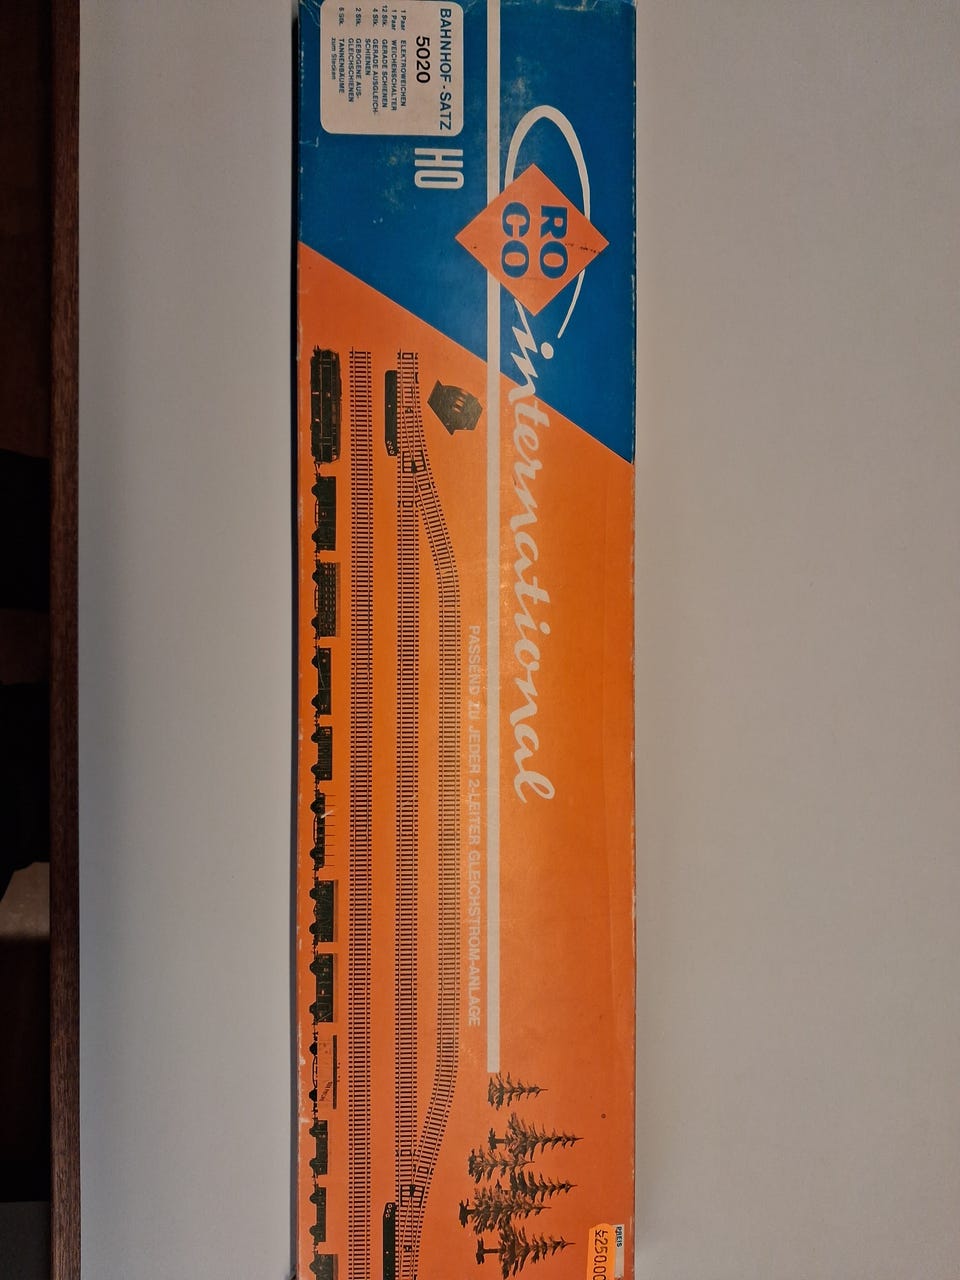 BAHNHOF-SATZ
5020
1 Paar ELEKTROWEICHEN
1 Paar WEICHENSCHALTER
12 Stk. GERADE SCHIENEN
4 Stk. GERADE AUSGLEICH-
SCHIENEN
2 Stk. GEBOGENE AUS-
GLEICHSCHIENEN
6 Stk. TANNENBÄUME
zum Stecken
HO
RO
CO
international
PASSEND ZU JEDER 2-LEITER GLEICHSTROM-ANLAGE
PREIS